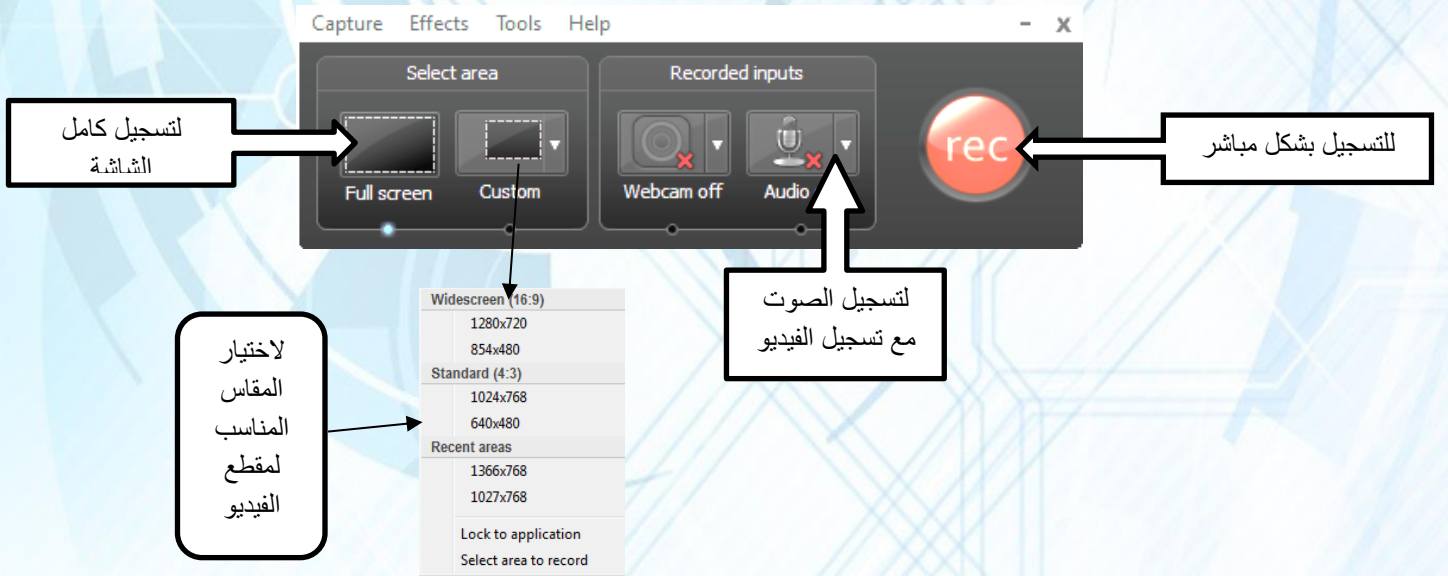 Capture Effects Tools Help - x
Select area
Recorded inputs
Full screen
Custom
Webcam off
Audio
rec
لتسجيل كامل
الشاشة
للتسجيل بشكل مباشر
لتسجيل الصوت
مع تسجيل الفيديو
لاختيار
المقاس
المناسب
لمقطع
الفيديو
Widescreen (16:9)
1280x720
854x480
Standard (4:3)
1024x768
640x480
Recent areas
1366x768
1027x768
Lock to application
Select area to record